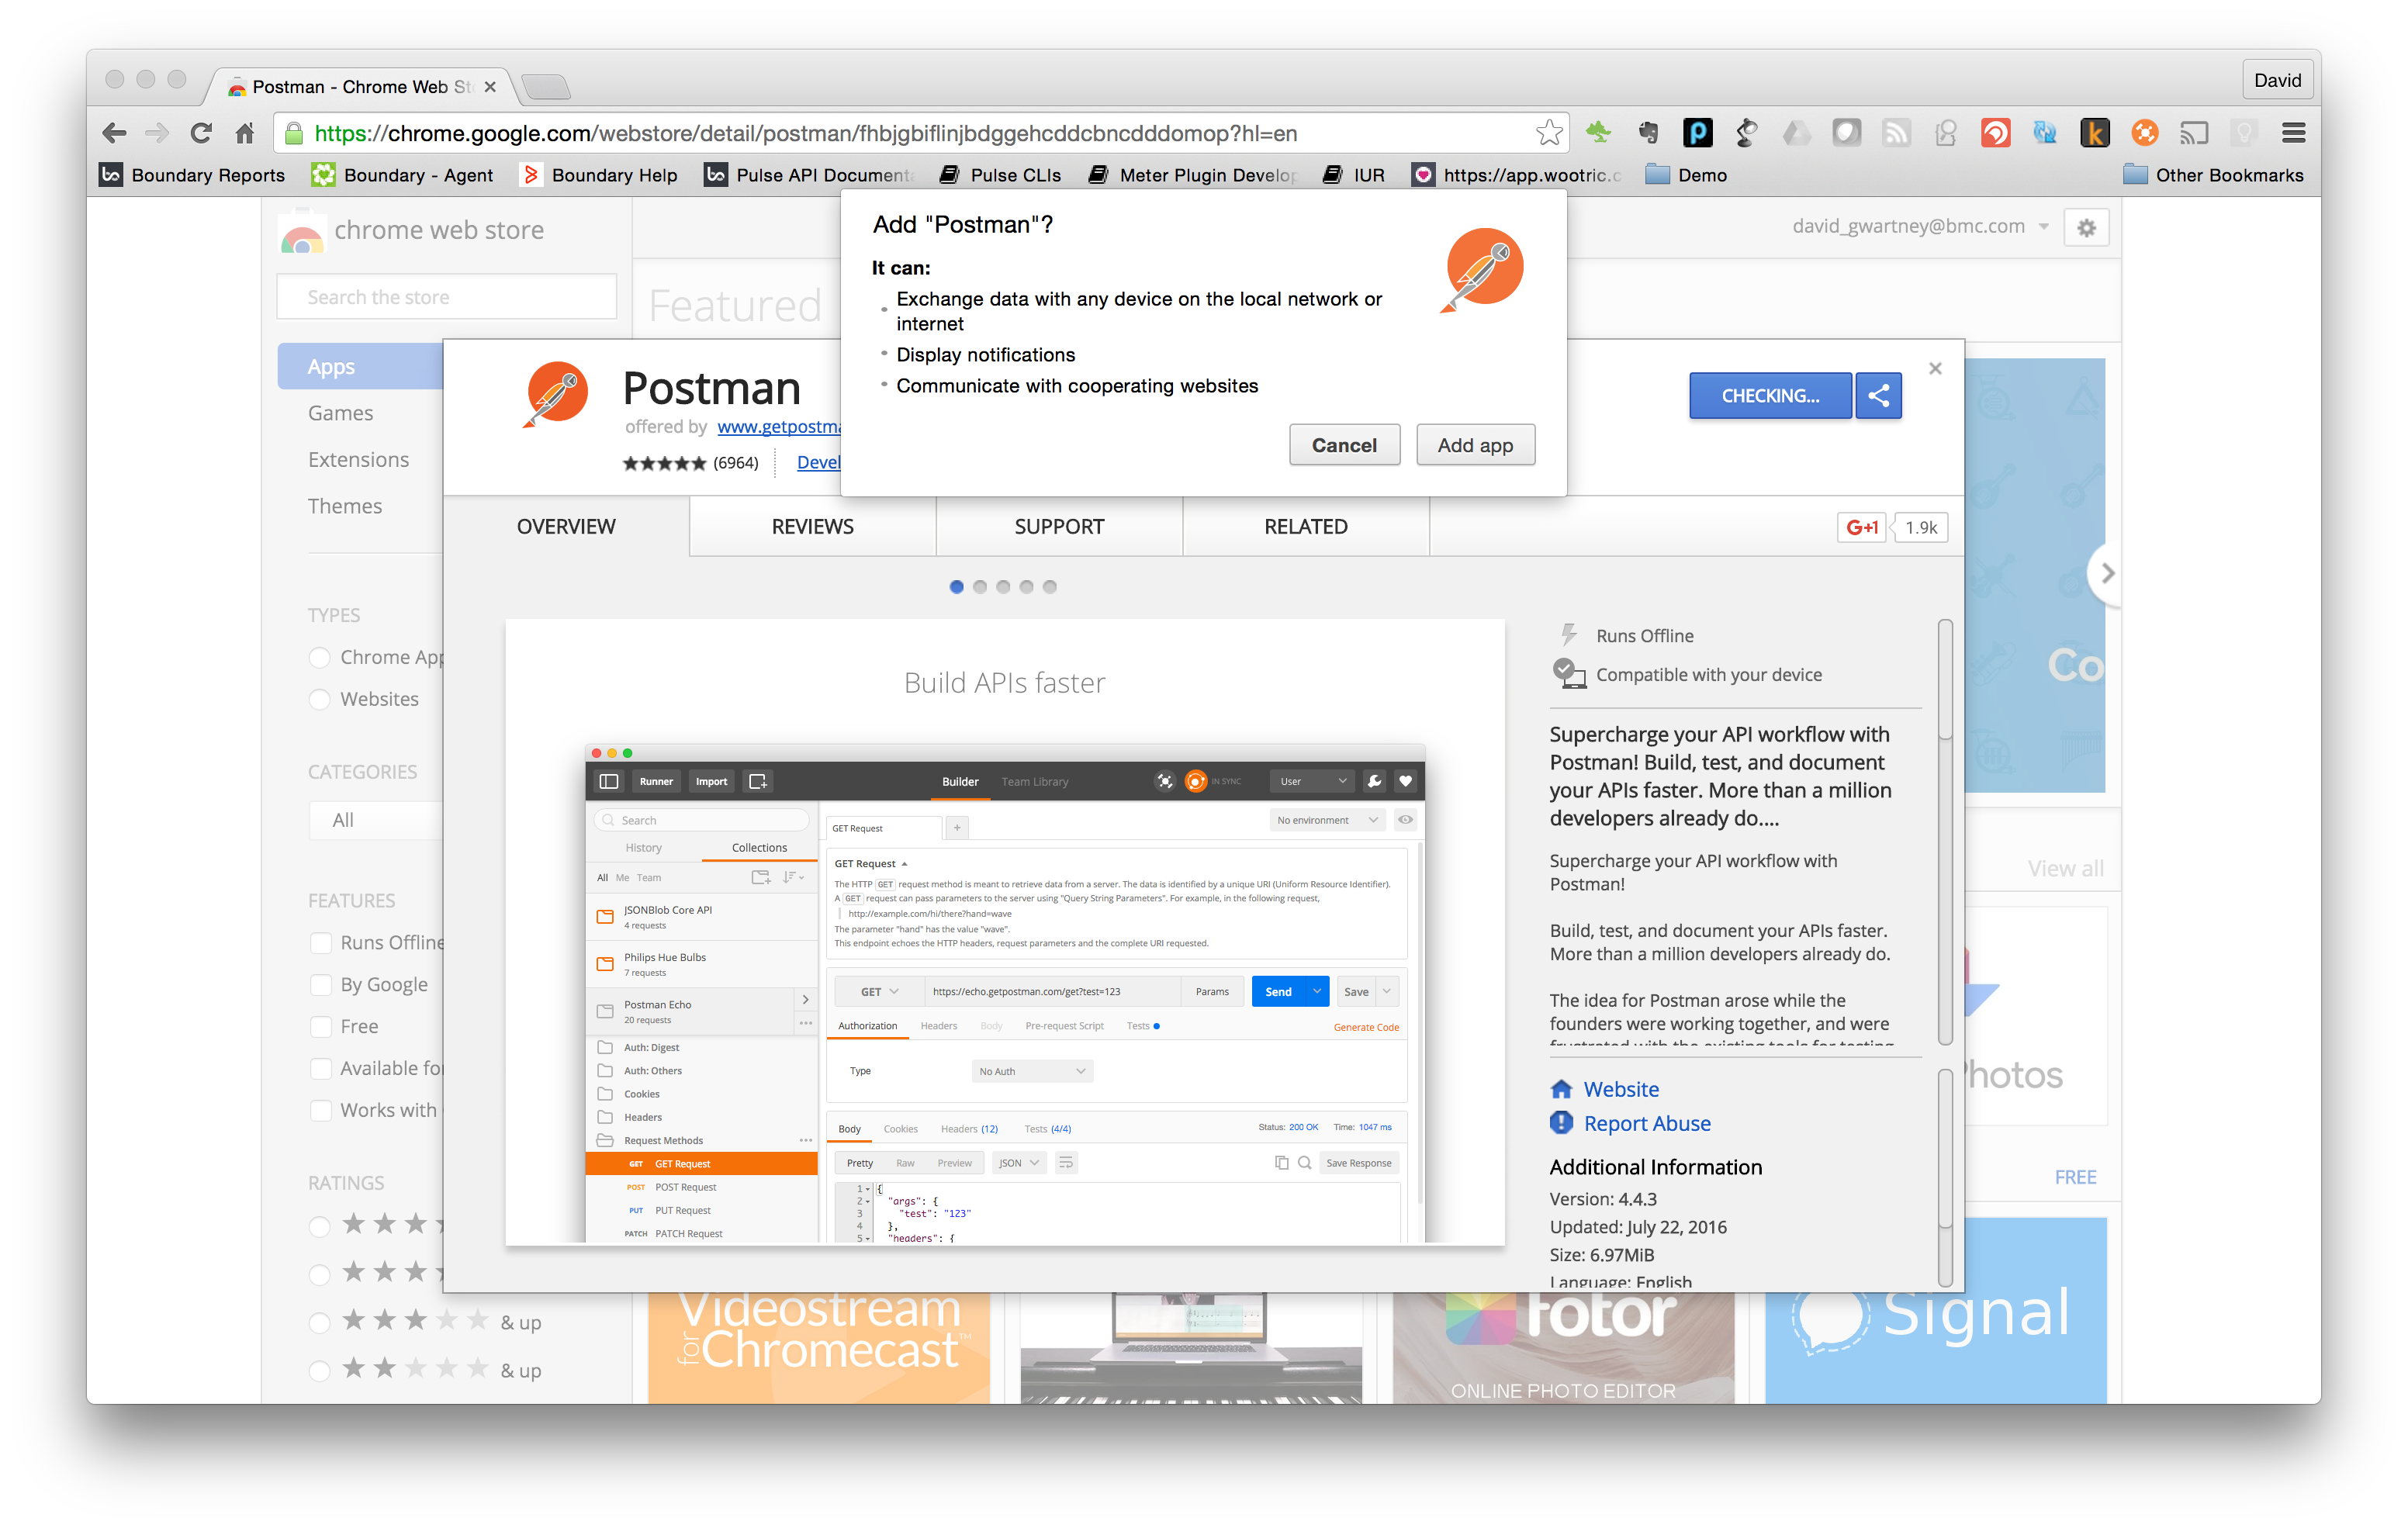 Postman - Chrome Web St
David
https://chrome.google.com/webstore/detail/postman/fhbjgbiflinjbdggehcddcbncdddomop?hl=en
Boundary Reports
Boundary - Agent
Boundary Help
Pulse API Documenta
Pulse CLIs
Meter Plugin Develop
IUR
https://app.wootric.c
Demo
Other Bookmarks
chrome web store
david_gwartney@bmc.com
Search the store
Featured
Apps
Games
Extensions
Themes
TYPES
Chrome App
Websites
CATEGORIES
All
FEATURES
Runs Offline
By Google
Free
Available fo
Works with
RATINGS
& up
& up
Add "Postman"?
It can:
Exchange data with any device on the local network or
internet
Display notifications
Communicate with cooperating websites
Cancel
Add app
Postman
offered by www.getpostma
(6964)
Devel
CHECKING...
OVERVIEW
REVIEWS
SUPPORT
RELATED
G+1
1.9k
Build APIs faster
Runner
Import
Builder
Team Library
IN SYNC
User
Search
History
Collections
All Me Team
JSONBlob Core API
4 requests
Philips Hue Bulbs
7 requests
Postman Echo
20 requests
Auth: Digest
Auth: Others
Cookies
Headers
Request Methods
GET GET Request
POST POST Request
PUT PUT Request
PATCH PATCH Request
GET Request
+
No environment
GET Request
The HTTP GET request method is meant to retrieve data from a server. The data is identified by a unique URI (Uniform Resource Identifier).
A GET request can pass parameters to the server using "Query String Parameters". For example, in the following request,
http://example.com/hi/there?hand=wave
The parameter "hand" has the value "wave".
This endpoint echoes the HTTP headers, request parameters and the complete URI requested.
GET
https://echo.getpostman.com/get?test=123
Params
Send
Save
Authorization
Headers
Body
Pre-request Script
Tests
Generate Code
Type
No Auth
Body
Cookies
Headers (12)
Tests (4/4)
Status: 200 OK
Time: 1047 ms
Pretty
Raw
Preview
JSON
Save Response
1 {
2 "args": {
3 "test": "123"
4 },
5 "headers": {
Runs Offline
Compatible with your device
Supercharge your API workflow with
Postman! Build, test, and document
your APIs faster. More than a million
developers already do....
Supercharge your API workflow with
Postman!
Build, test, and document your APIs faster.
More than a million developers already do.
The idea for Postman arose while the
founders were working together, and were
frustrated with the existing tools for testing
Website
Report Abuse
Additional Information
Version: 4.4.3
Updated: July 22, 2016
Size: 6.97MiB
Language: English
Co
View all
Photos
FREE
Videostream
for Chromecast™
Fotor
ONLINE PHOTO EDITOR
Signal